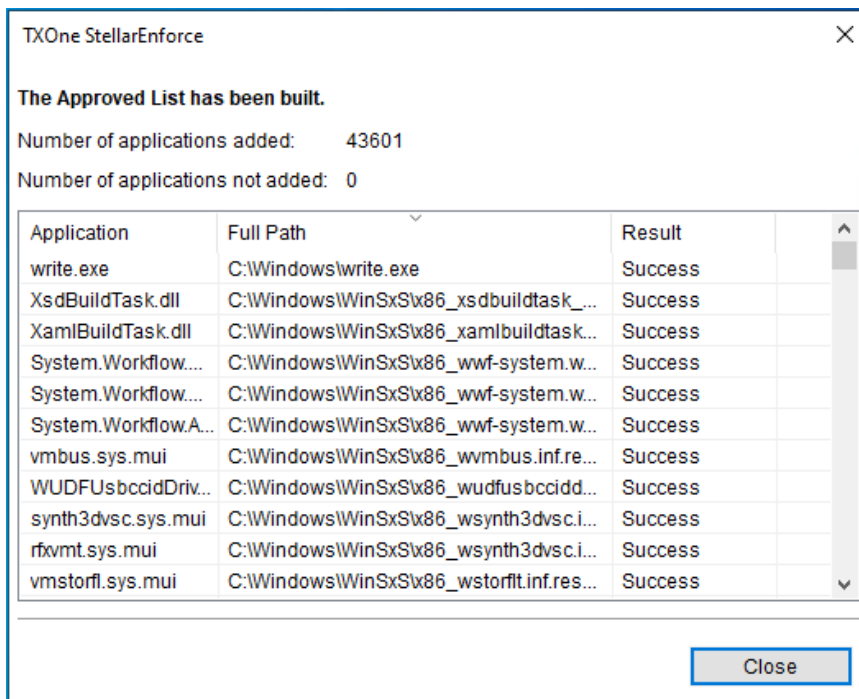 TXOne StellarEnforce
The Approved List has been built.
Number of applications added: 43601
Number of applications not added: 0
Application Full Path Result
write.exe C:\Windows\write.exe Success
XsdBuildTask.dll C:\Windows\WinSxS\x86_xsdbuildtask_... Success
XamlBuildTask.dll C:\Windows\WinSxS\x86_xamlbuildtask... Success
System.Workflow.... C:\Windows\WinSxS\x86_wwf-system.w... Success
System.Workflow.... C:\Windows\WinSxS\x86_wwf-system.w... Success
System.Workflow.A... C:\Windows\WinSxS\x86_wwf-system.w... Success
vmbus.sys.mui C:\Windows\WinSxS\x86_wvmbus.inf.re... Success
WUDFUsbccidDriv... C:\Windows\WinSxS\x86_wudfusbccidd... Success
synth3dvsc.sys.mui C:\Windows\WinSxS\x86_wsynth3dvsc.i... Success
rfxvmt.sys.mui C:\Windows\WinSxS\x86_wsynth3dvsc.i... Success
vmstorfl.sys.mui C:\Windows\WinSxS\x86_wstorflt.inf.res... Success
Close